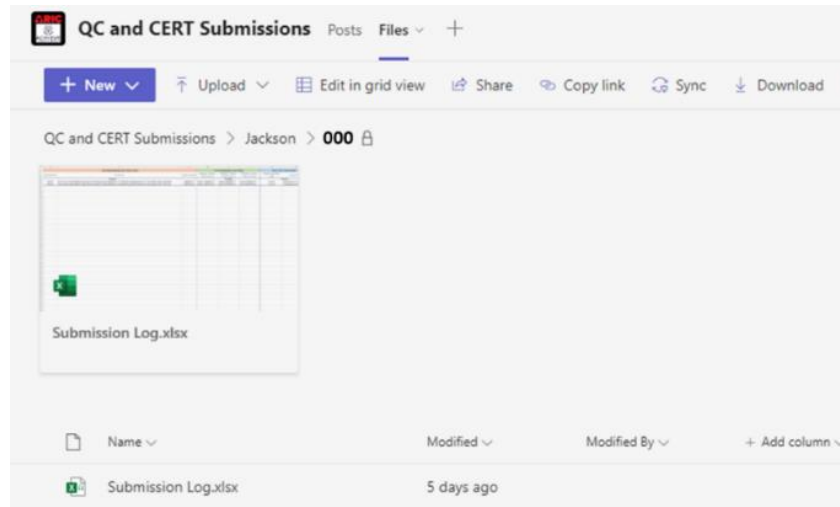 QC and CERT Submissions Posts Files
New Upload Edit in grid view Share Copy link Sync Download
QC and CERT Submissions > Jackson > 000
Submission Log.xlsx
Name Modified Modified By + Add column
Submission Log.xlsx 5 days ago